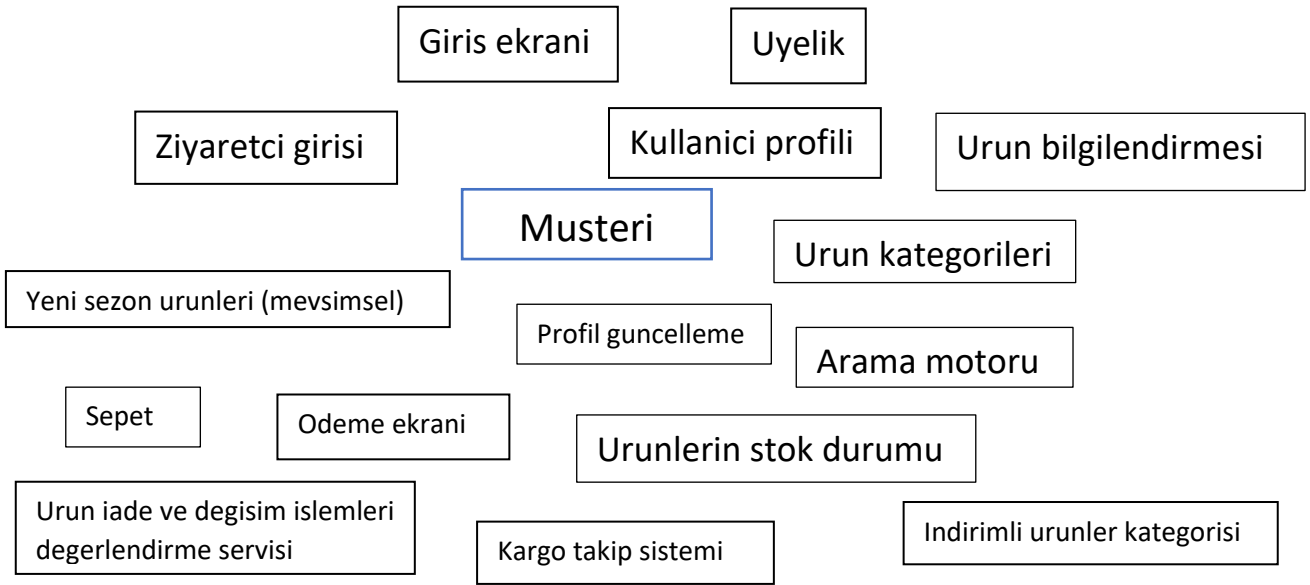 Giris ekrani
Uyelik
Ziyaretci girisi
Kullanici profili
Urun bilgilendirmesi
Musteri
Urun kategorileri
Yeni sezon urunleri (mevsimsel)
Profil guncelleme
Arama motoru
Sepet
Odeme ekrani
Urunlerin stok durumu
Urun iade ve degisim islemleri
degerlendirme servisi
Kargo takip sistemi
Indirimli urunler kategorisi